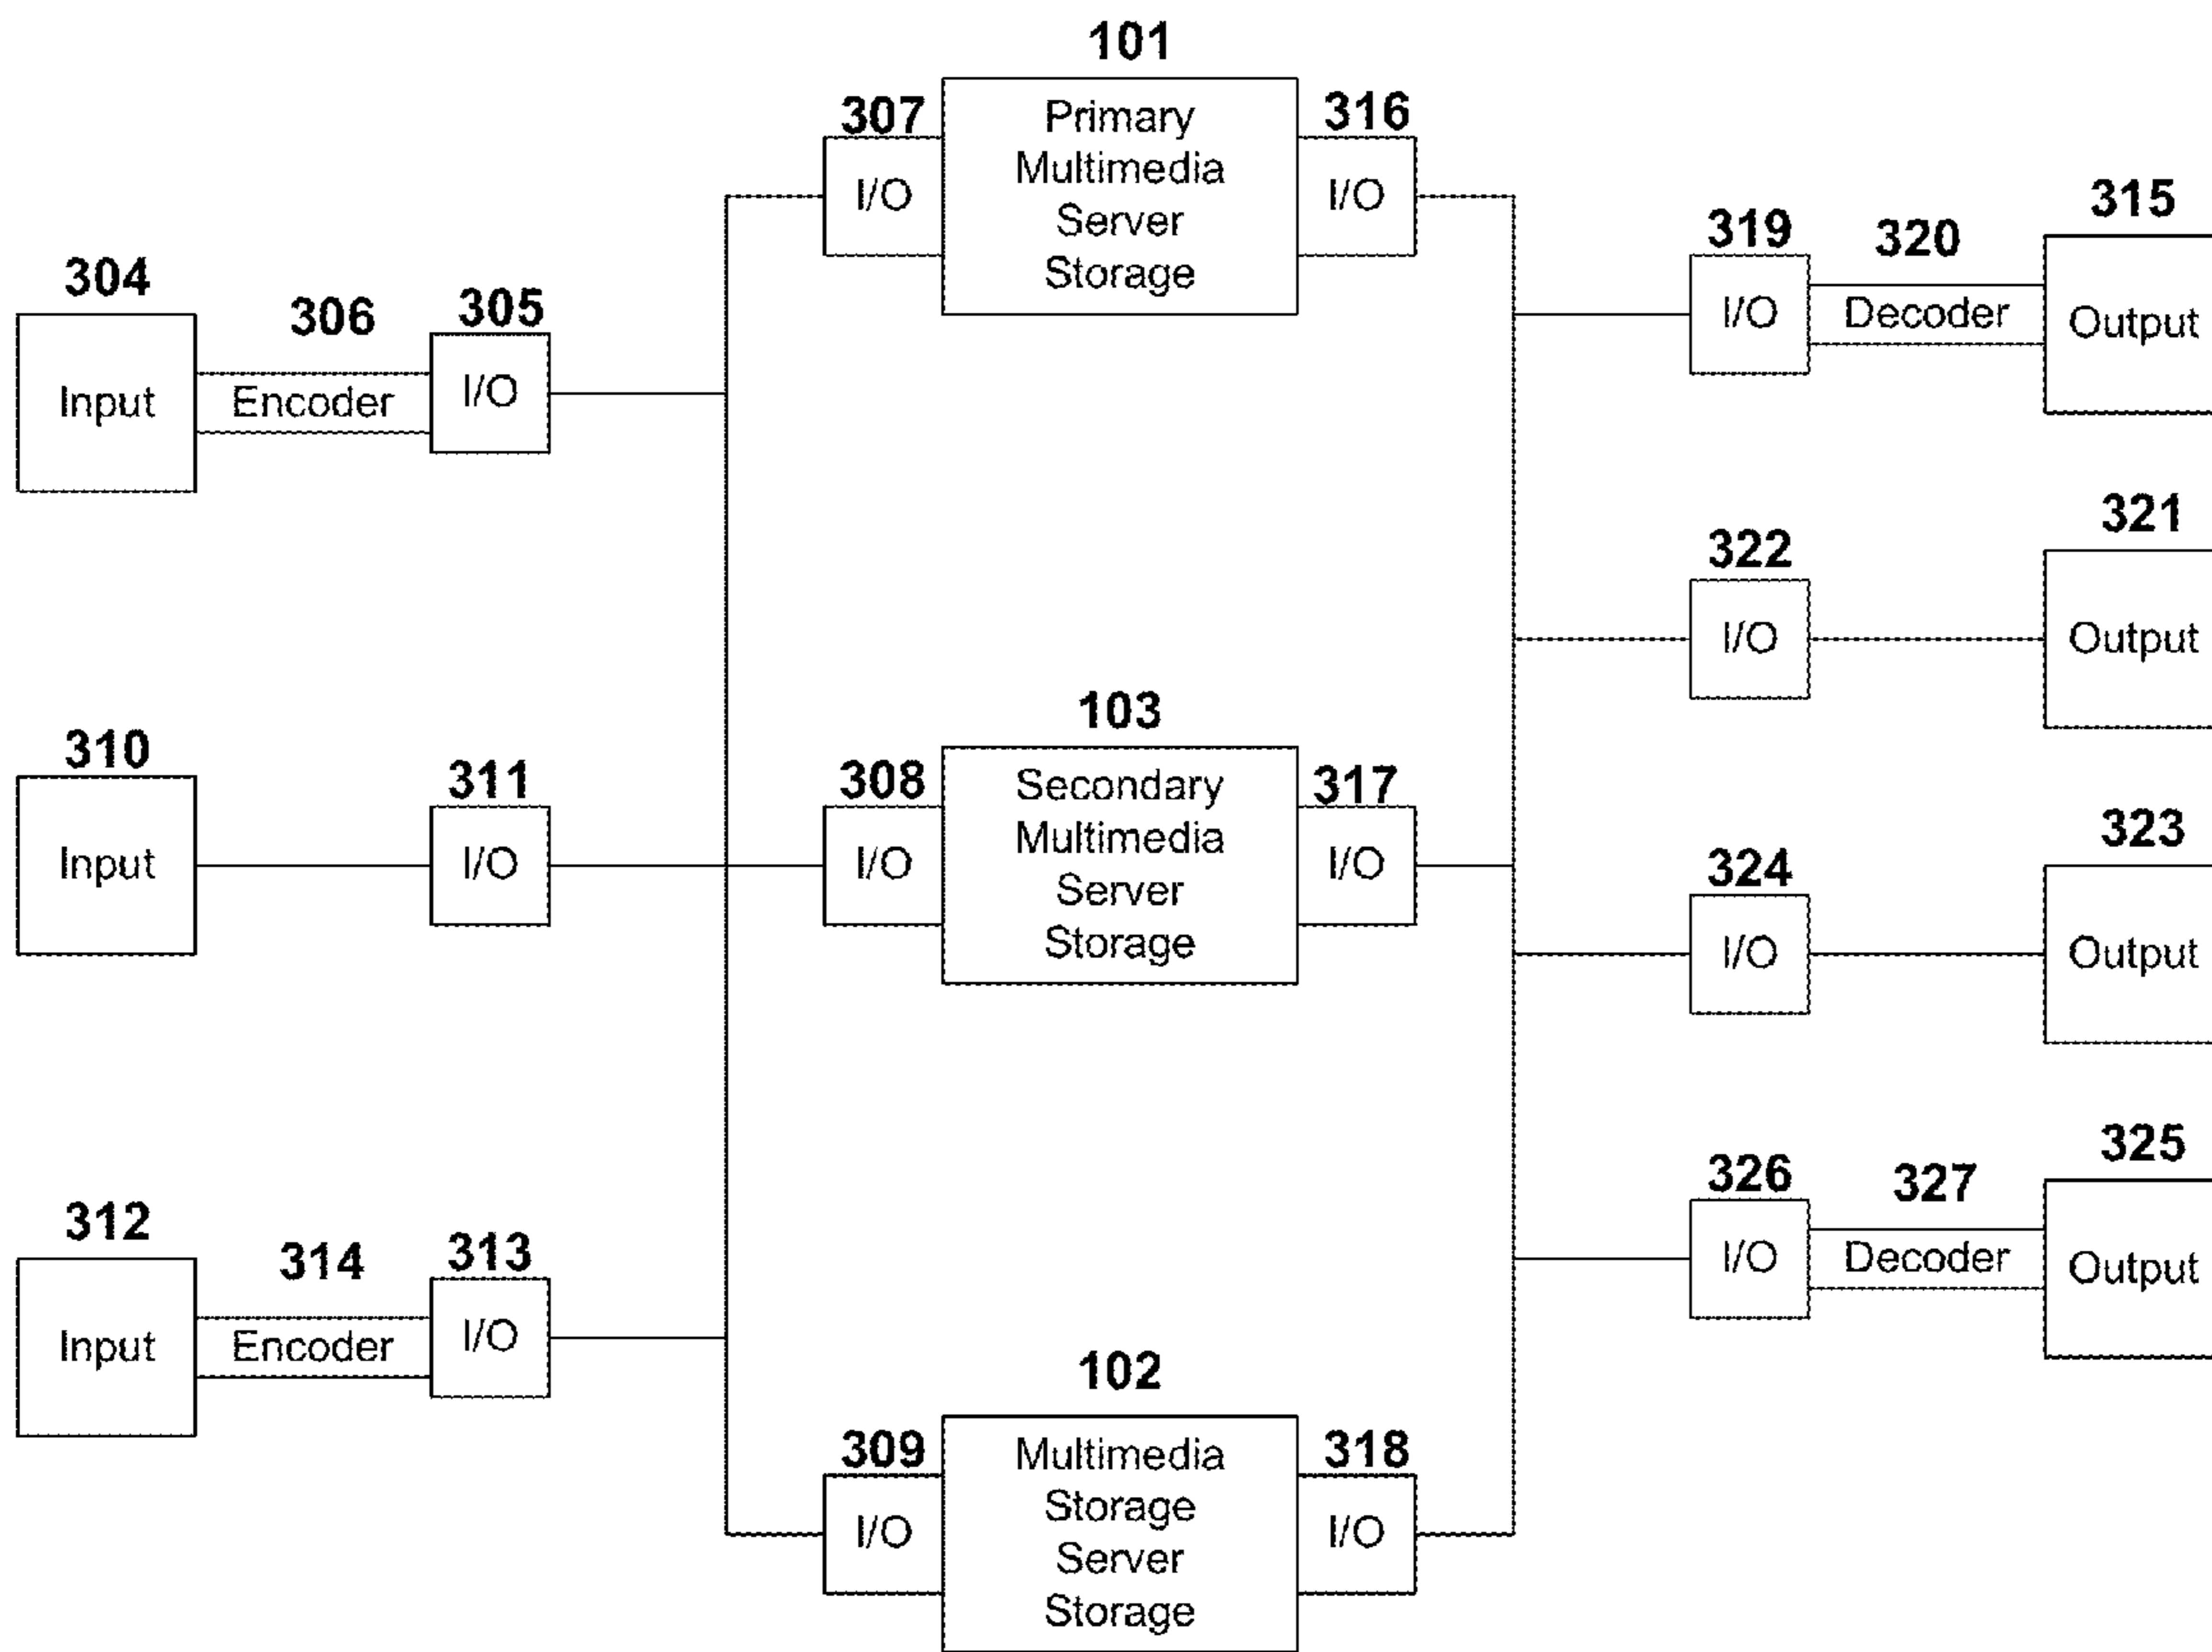 101
307
Primary
Multimedia
Server
Storage
316
I/O
I/O
304
306
305
Input
Encoder
I/O
319
320
315
I/O
Decoder
Output
322
321
I/O
Output
310
311
308
103
Secondary
Multimedia
Server
Storage
317
Input
I/O
I/O
I/O
324
323
I/O
Output
312
314
313
Input
Encoder
I/O
326
327
325
I/O
Decoder
Output
102
309
Multimedia
Storage
Server
Storage
318
I/O
I/O